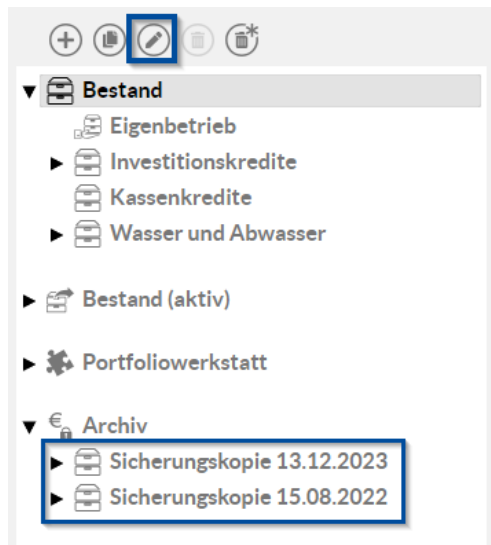 Bestand
Eigenbetrieb
Investitionskredite
Kassenkredite
Wasser und Abwasser
Bestand (aktiv)
Portfoliowerkstatt
€
Archiv
Sicherungskopie 13.12.2023
Sicherungskopie 15.08.2022